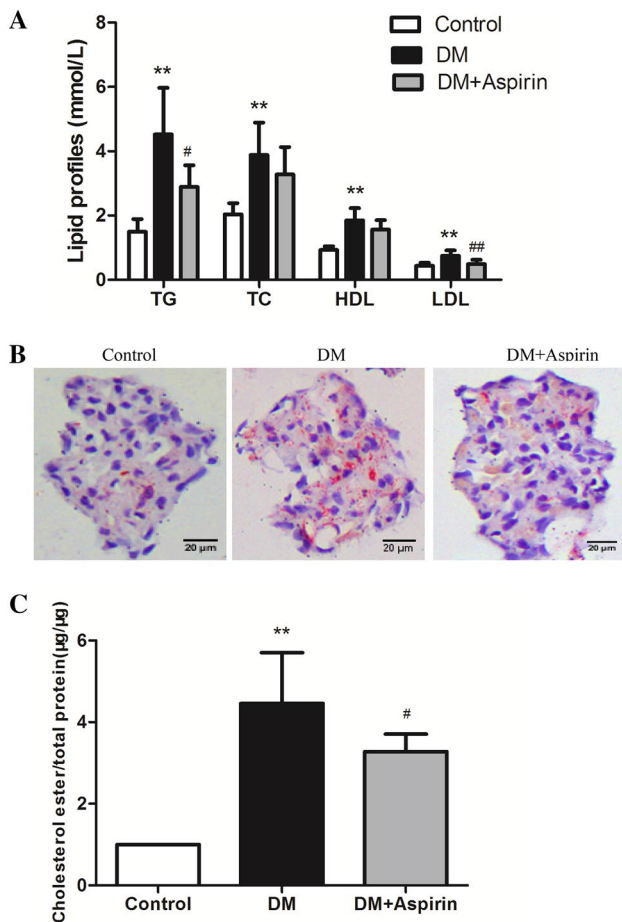 A
Control
DM
DM+Aspirin
Lipid profiles (mmol/L)
8
6
4
2
0
**
#
**
**
**
##
TG TC HDL LDL
B
Control DM DM+Aspirin
20 µm 20 µm 20 µm
C
Cholesterol ester/total protein(µg/µg)
6
4
2
0
**
#
Control DM DM+Aspirin